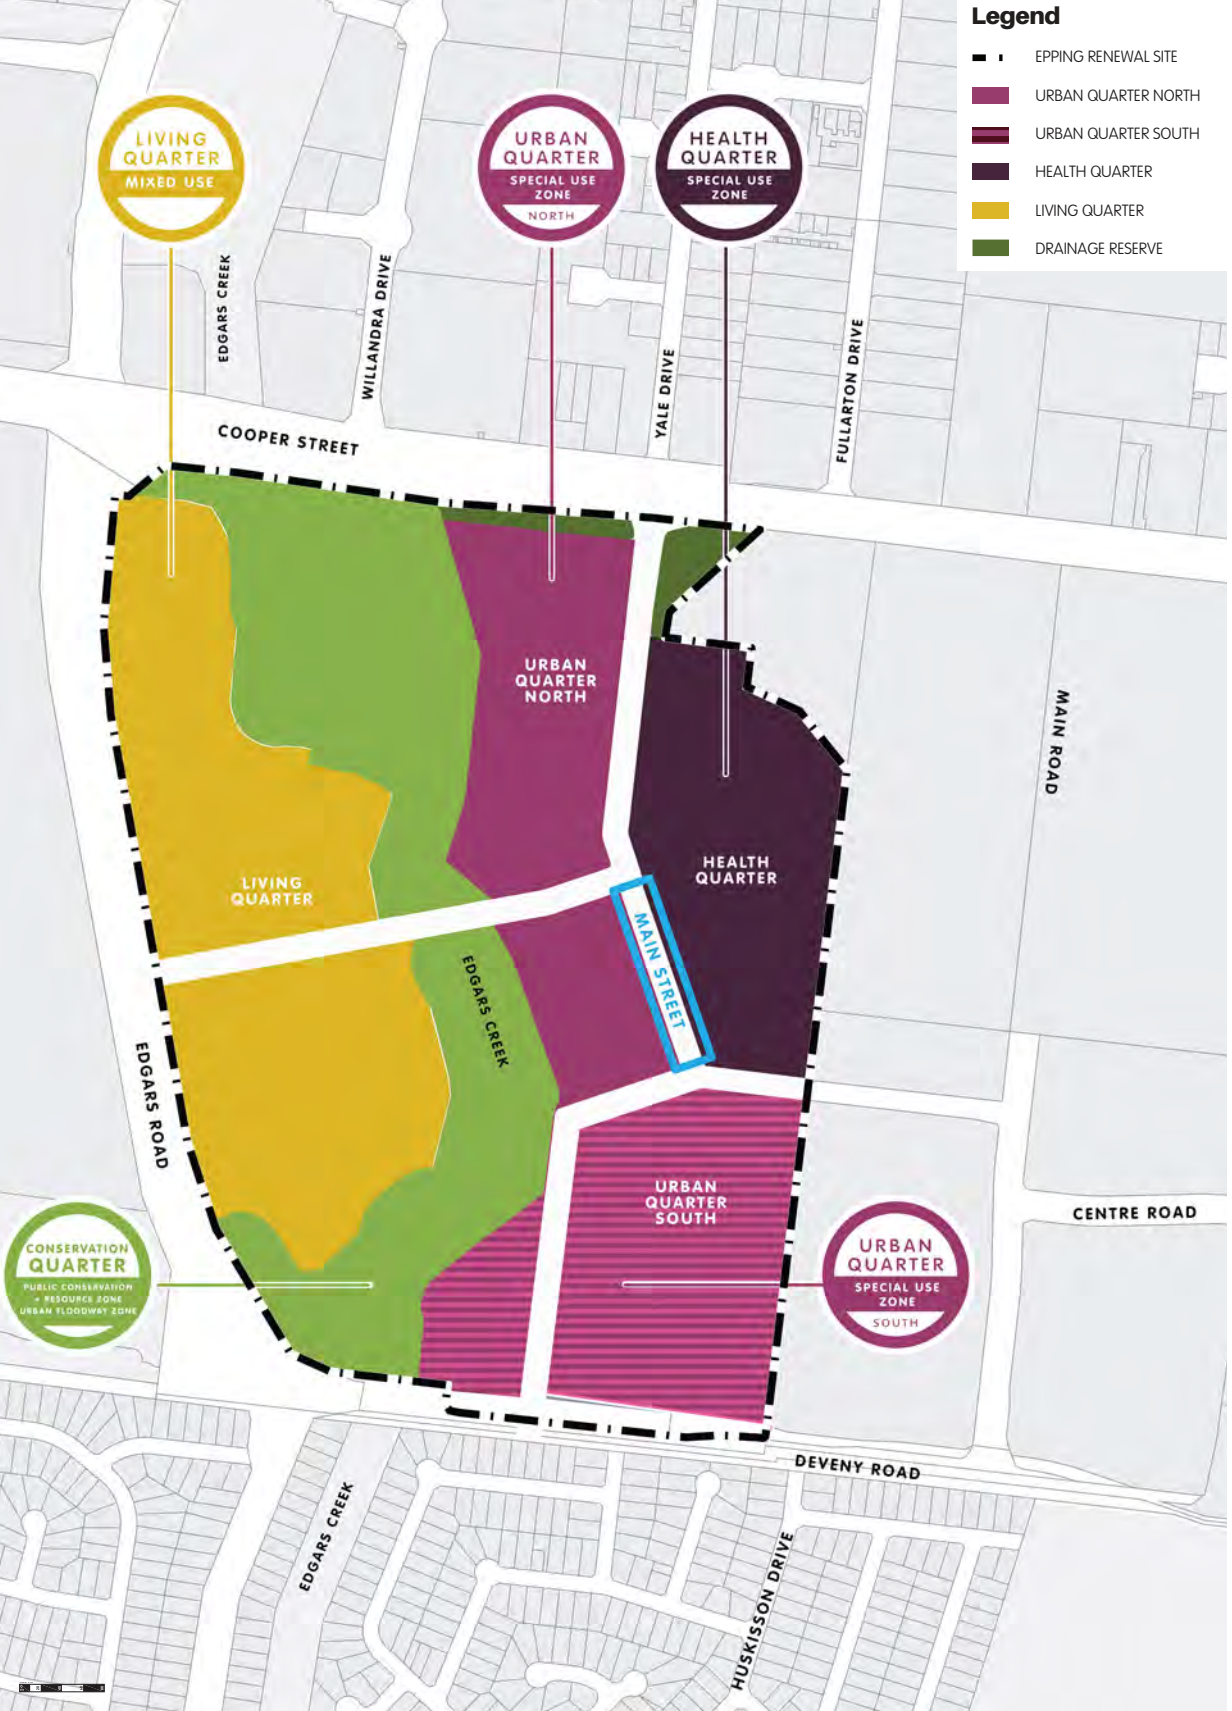 Legend
EPPING RENEWAL SITE
URBAN QUARTER NORTH
URBAN QUARTER SOUTH
HEALTH QUARTER
LIVING QUARTER
DRAINAGE RESERVE
LIVING
QUARTER
MIXED USE
URBAN
QUARTER
SPECIAL USE
ZONE
NORTH
HEALTH
QUARTER
SPECIAL USE
ZONE
EDGARS CREEK
WILLANDRA DRIVE
YALE DRIVE
FULLARTON DRIVE
COOPER STREET
URBAN
QUARTER
NORTH
MAIN ROAD
HEALTH
QUARTER
LIVING
QUARTER
MAIN STREET
EDGARS CREEK
EDGARS ROAD
URBAN
QUARTER
SOUTH
CENTRE ROAD
CONSERVATION
QUARTER
PUBLIC CONSERVATION
+ RESOURCE ZONE
URBAN FLOODWAY ZONE
URBAN
QUARTER
SPECIAL USE
ZONE
SOUTH
DEVENY ROAD
EDGARS CREEK
HUSKISSON DRIVE